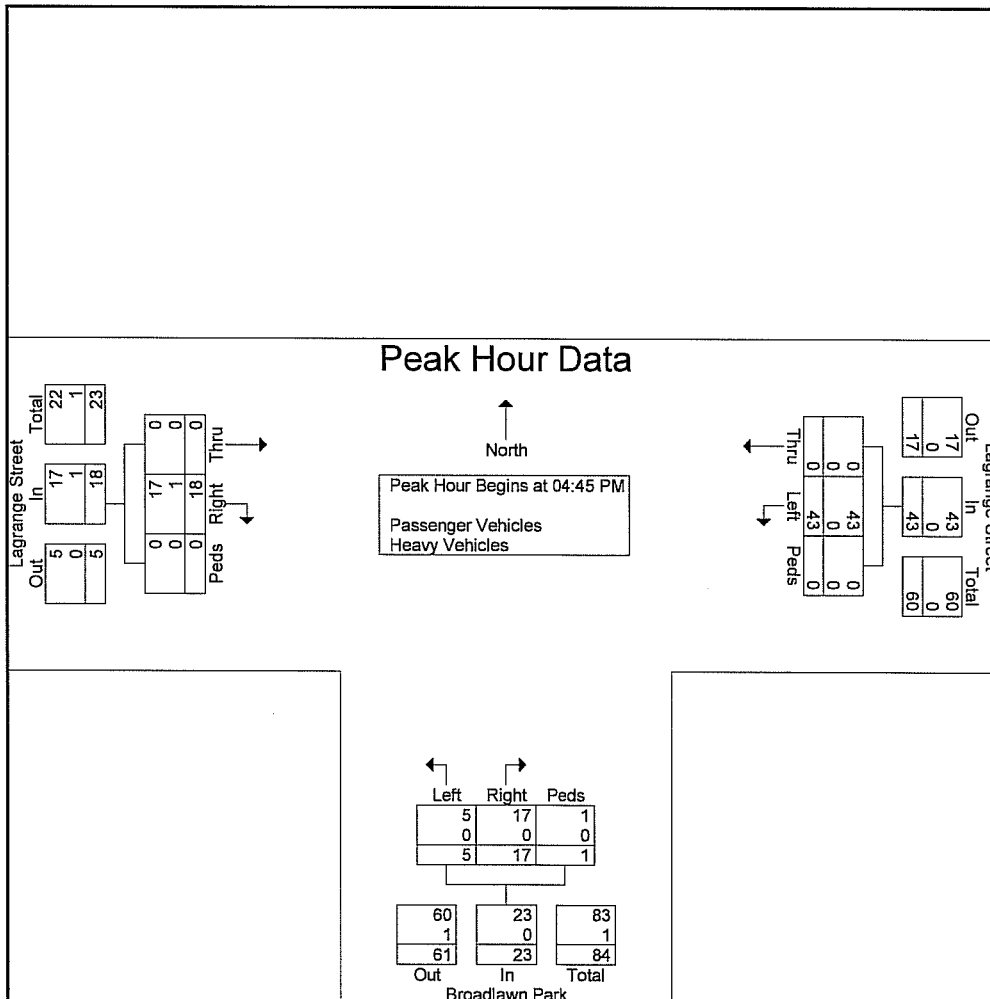 Peak Hour Data
North
Peak Hour Begins at 04:45 PM
Passenger Vehicles
Heavy Vehicles
Lagrange Street
Total
22 1 23
In
17 1 18
Out
5 0 5
Thru
0 0 0
Right
17 1 18
Peds
0 0 0
Thru
0 0 0
Left
43 0 43
Peds
0 0 0
Out
17 0 17
In
43 0 43
Total
60 0 60
Lagrange Street
Left Right Peds
5 17 1
0 0 0
5 17 1
60 23 83
1 0 1
61 23 84
Out In Total
Broadlawn Park